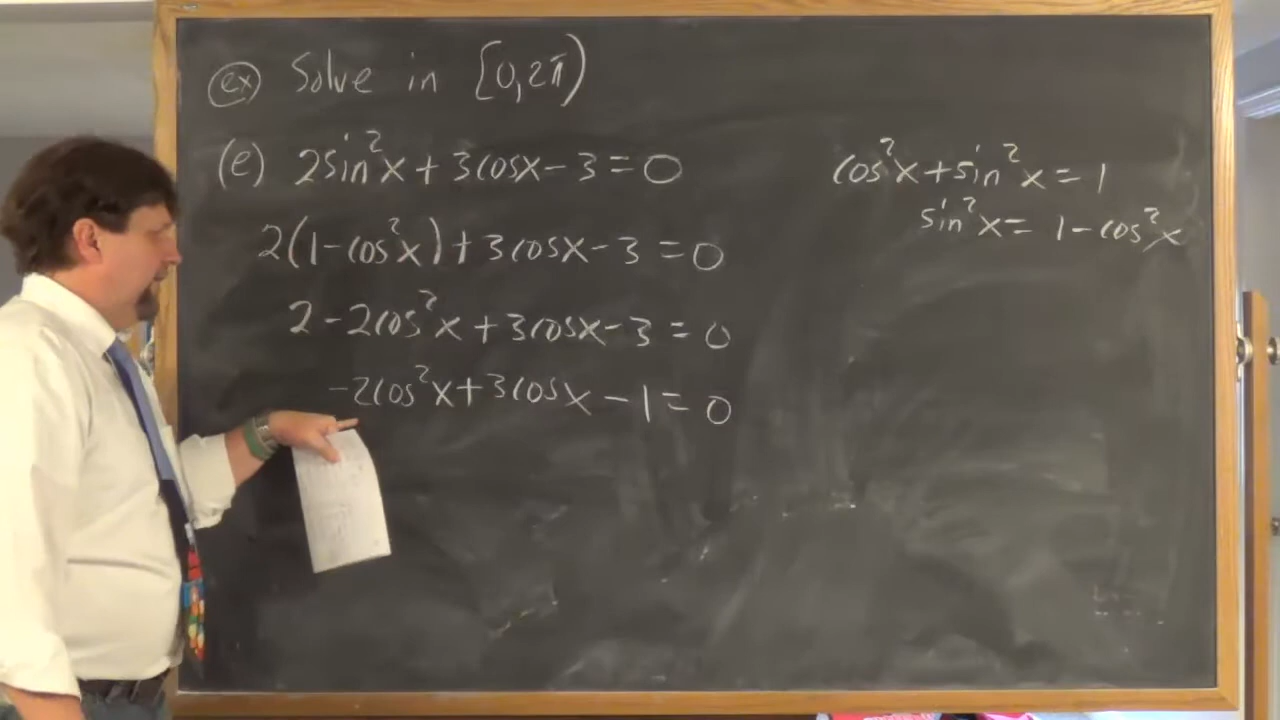 ex Solve in [0,2π)
(e) 2sin²x + 3cosx - 3 = 0
2(1 - cos²x) + 3cosx - 3 = 0
2 - 2cos²x + 3cosx - 3 = 0
-2cos²x + 3cosx - 1 = 0
cos²x + sin²x = 1
sin²x = 1 - cos²x